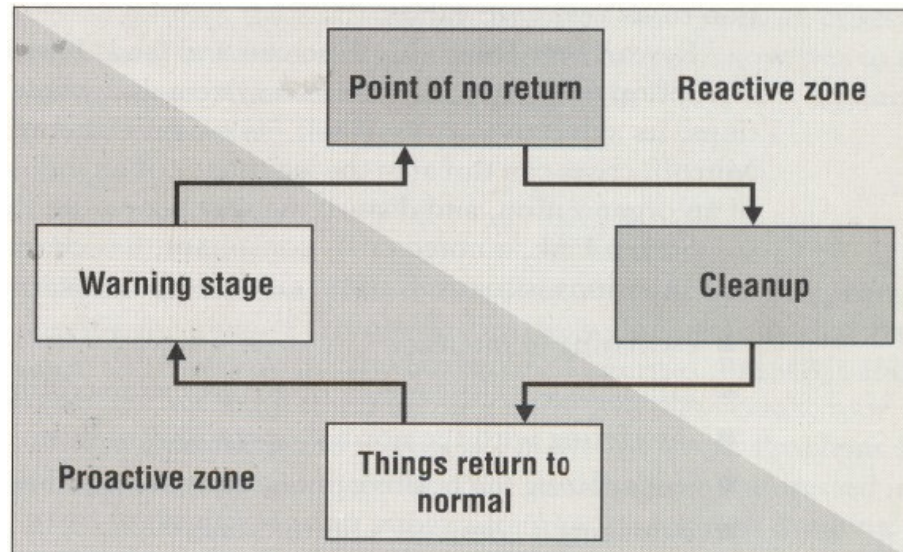 Point of no return
Reactive zone
Warning stage
Cleanup
Proactive zone
Things return to
normal